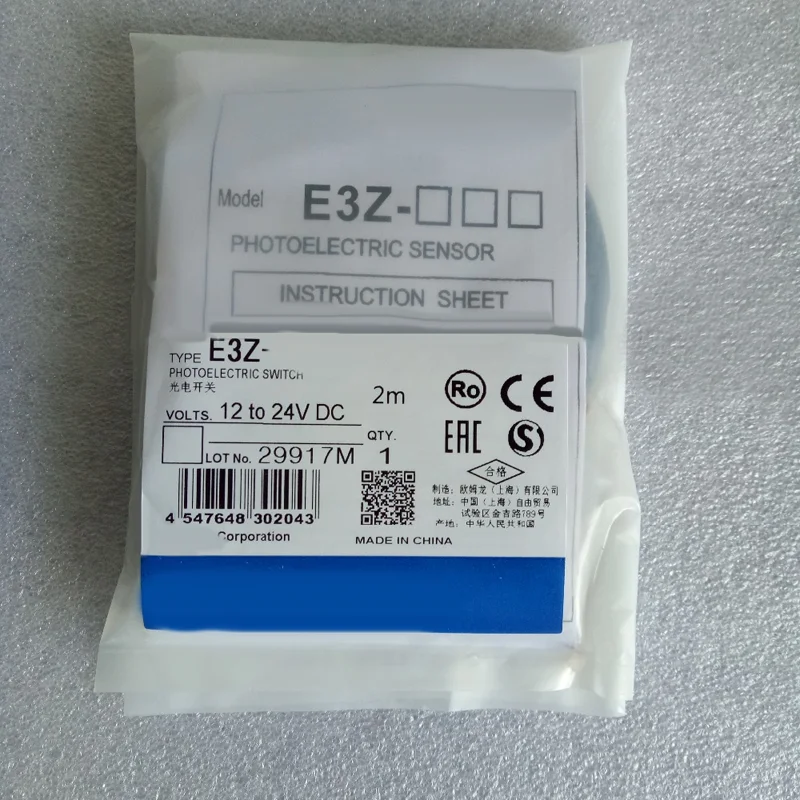 Model E3Z-□□□
PHOTOELECTRIC SENSOR
INSTRUCTION SHEET
TYPE E3Z-
PHOTOELECTRIC SWITCH
光电开关
2m
VOLTS. 12 to 24V DC
QTY.
LOT No. 29917M 1
4 547648 302043
Corporation
MADE IN CHINA
Ro CE
EAC S
合格
制造: 欧姆龙（上海）有限公司
地址: 中国（上海）自由贸易
试验区金吉路789号
产地: 中华人民共和国